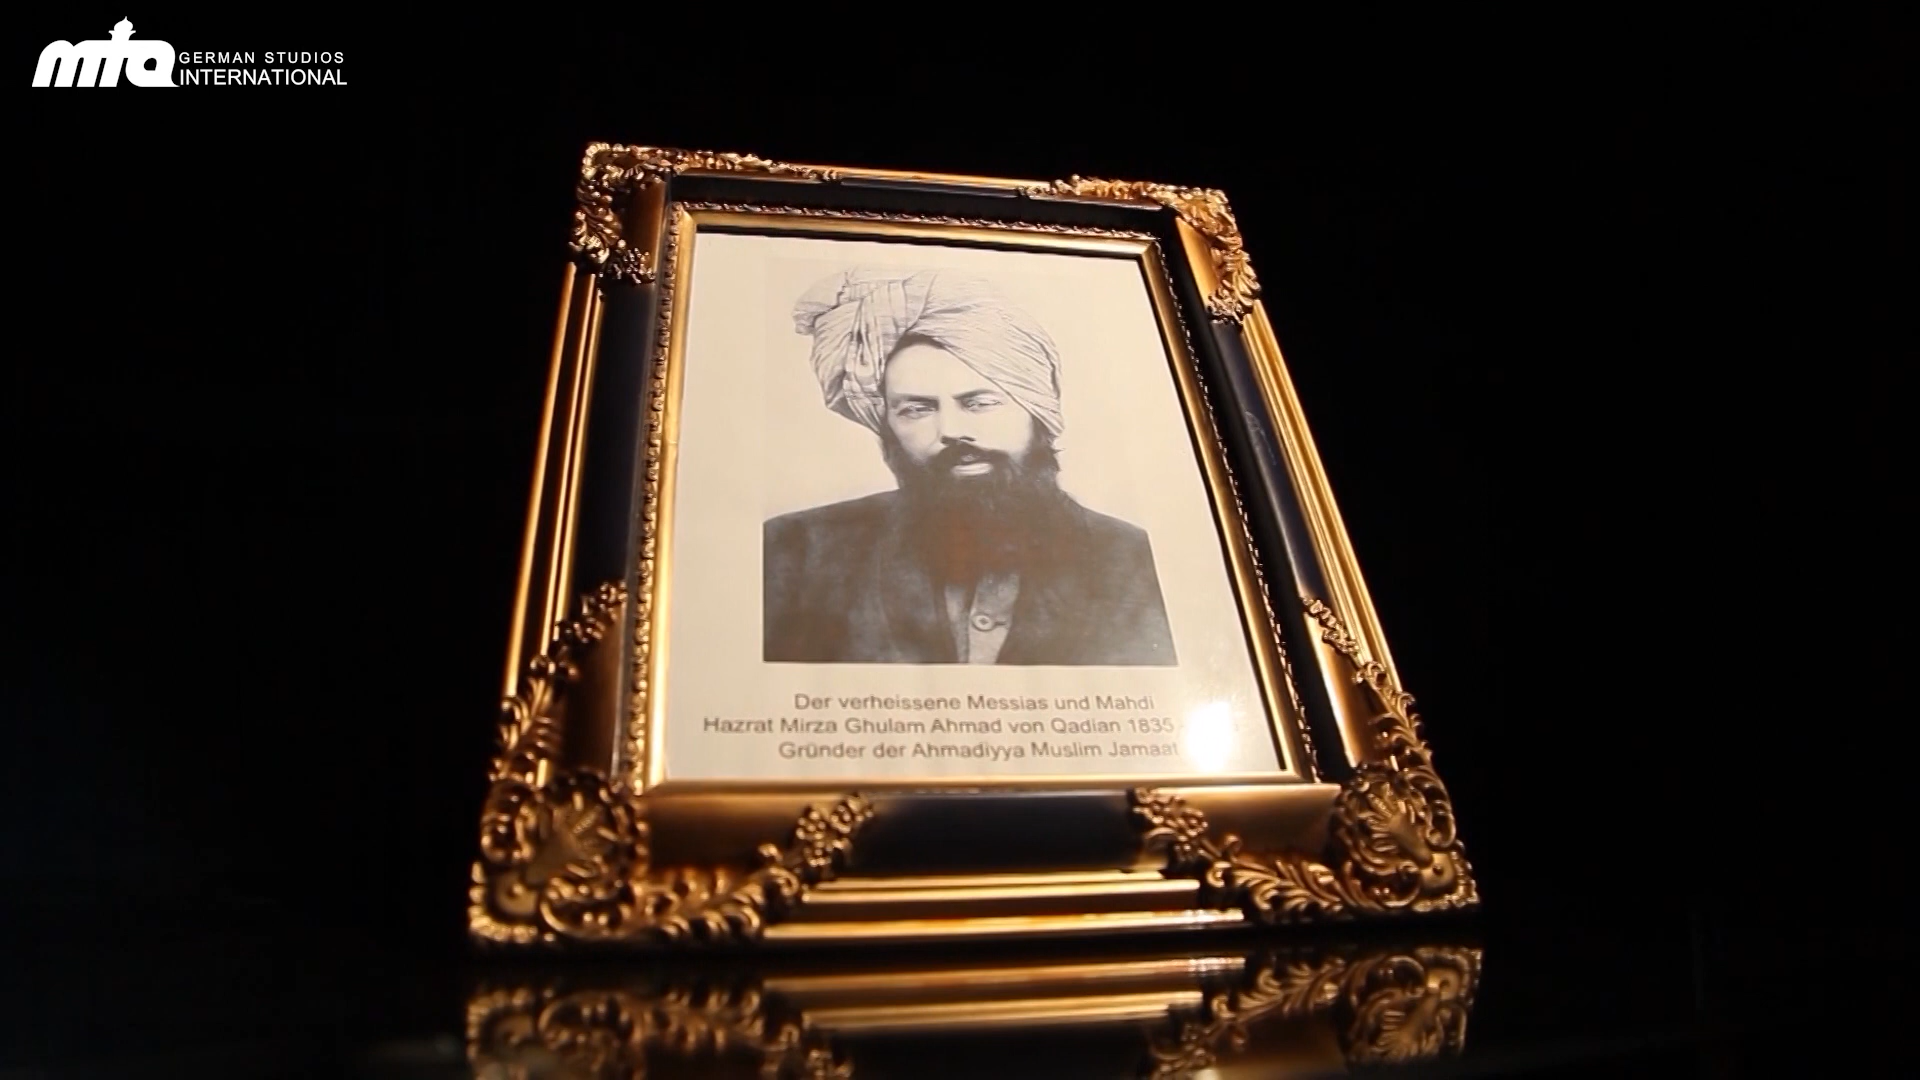 mta GERMAN STUDIOS
INTERNATIONAL
Der verheissene Messias und Mahdi
Hazrat Mirza Ghulam Ahmad von Qadian 1835
Gründer der Ahmadiyya Muslim Jamaat